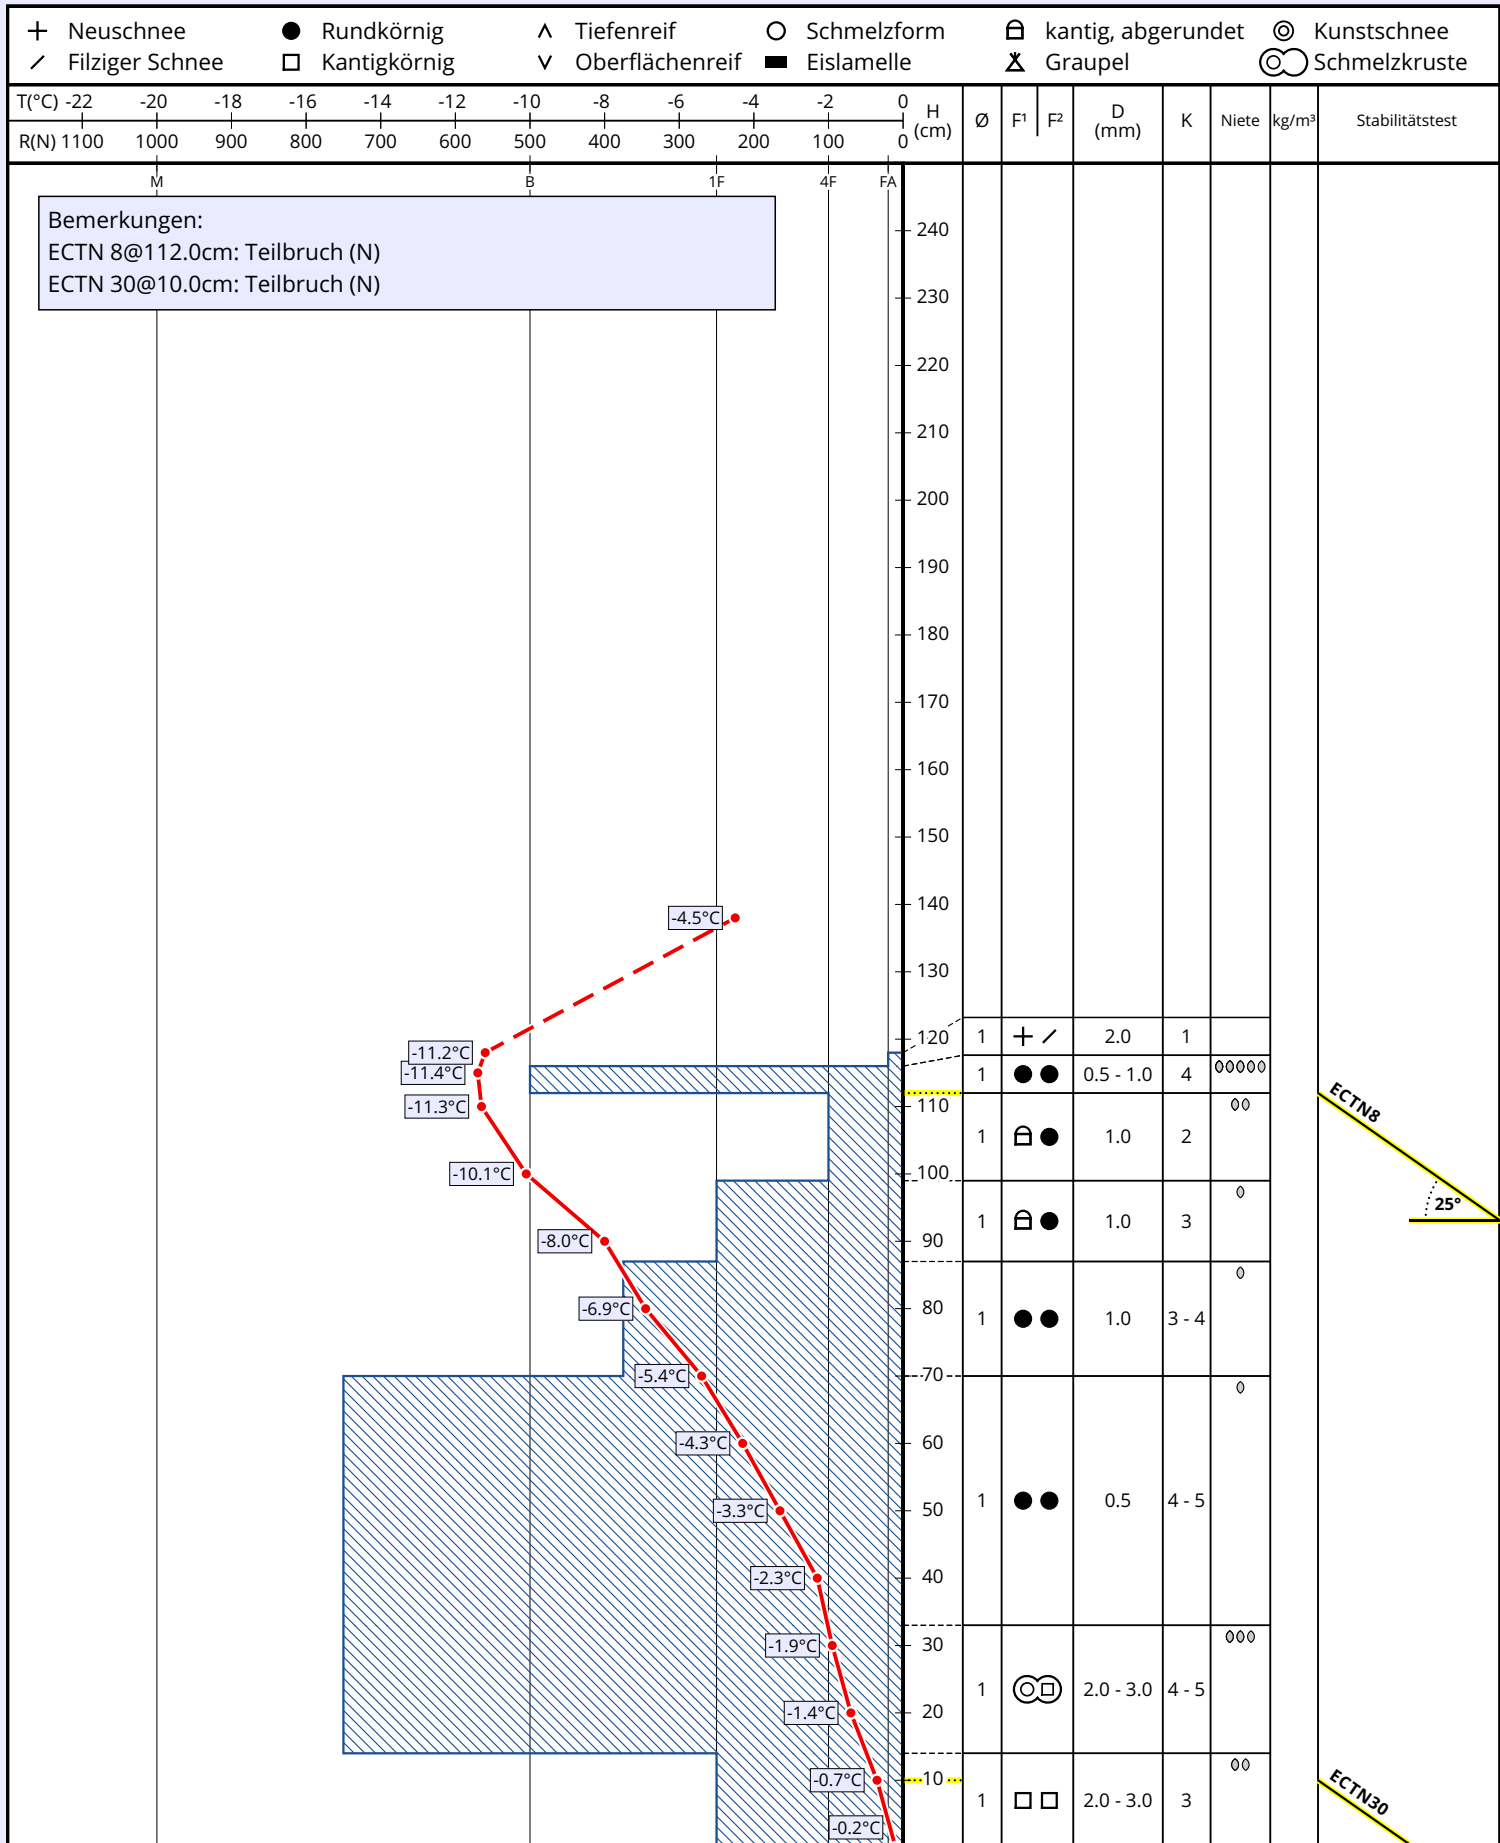 Neuschnee Rundkörnig Tiefenreif Schmelzform kantig, abgerundet Kunstschnee
Filziger Schnee Kantigkörnig Oberflächenreif Eislamelle Graupel Schmelzkruste
T(°C) -22 -20 -18 -16 -14 -12 -10 -8 -6 -4 -2 0
R(N) 1100 1000 900 800 700 600 500 400 300 200 100 0
H (cm) Ø F¹ F² D (mm) K Niete kg/m³ Stabilitätstest
M B 1F 4F FA
Bemerkungen:
ECTN 8@112.0cm: Teilbruch (N)
ECTN 30@10.0cm: Teilbruch (N)
240
230
220
210
200
190
180
170
160
150
140
-4.5°C
130
120
1 2.0 1
-11.2°C
-11.4°C
1 0.5 - 1.0 4
-11.3°C
110
ECTN8
1 1.0 2
-10.1°C
100
25°
1 1.0 3
-8.0°C
90
-6.9°C
80
1 1.0 3 - 4
-5.4°C
70
-4.3°C
60
1 0.5 4 - 5
-3.3°C
50
-2.3°C
40
-1.9°C
30
1 2.0 - 3.0 4 - 5
-1.4°C
20
-0.7°C
10
ECTN30
1 2.0 - 3.0 3
-0.2°C